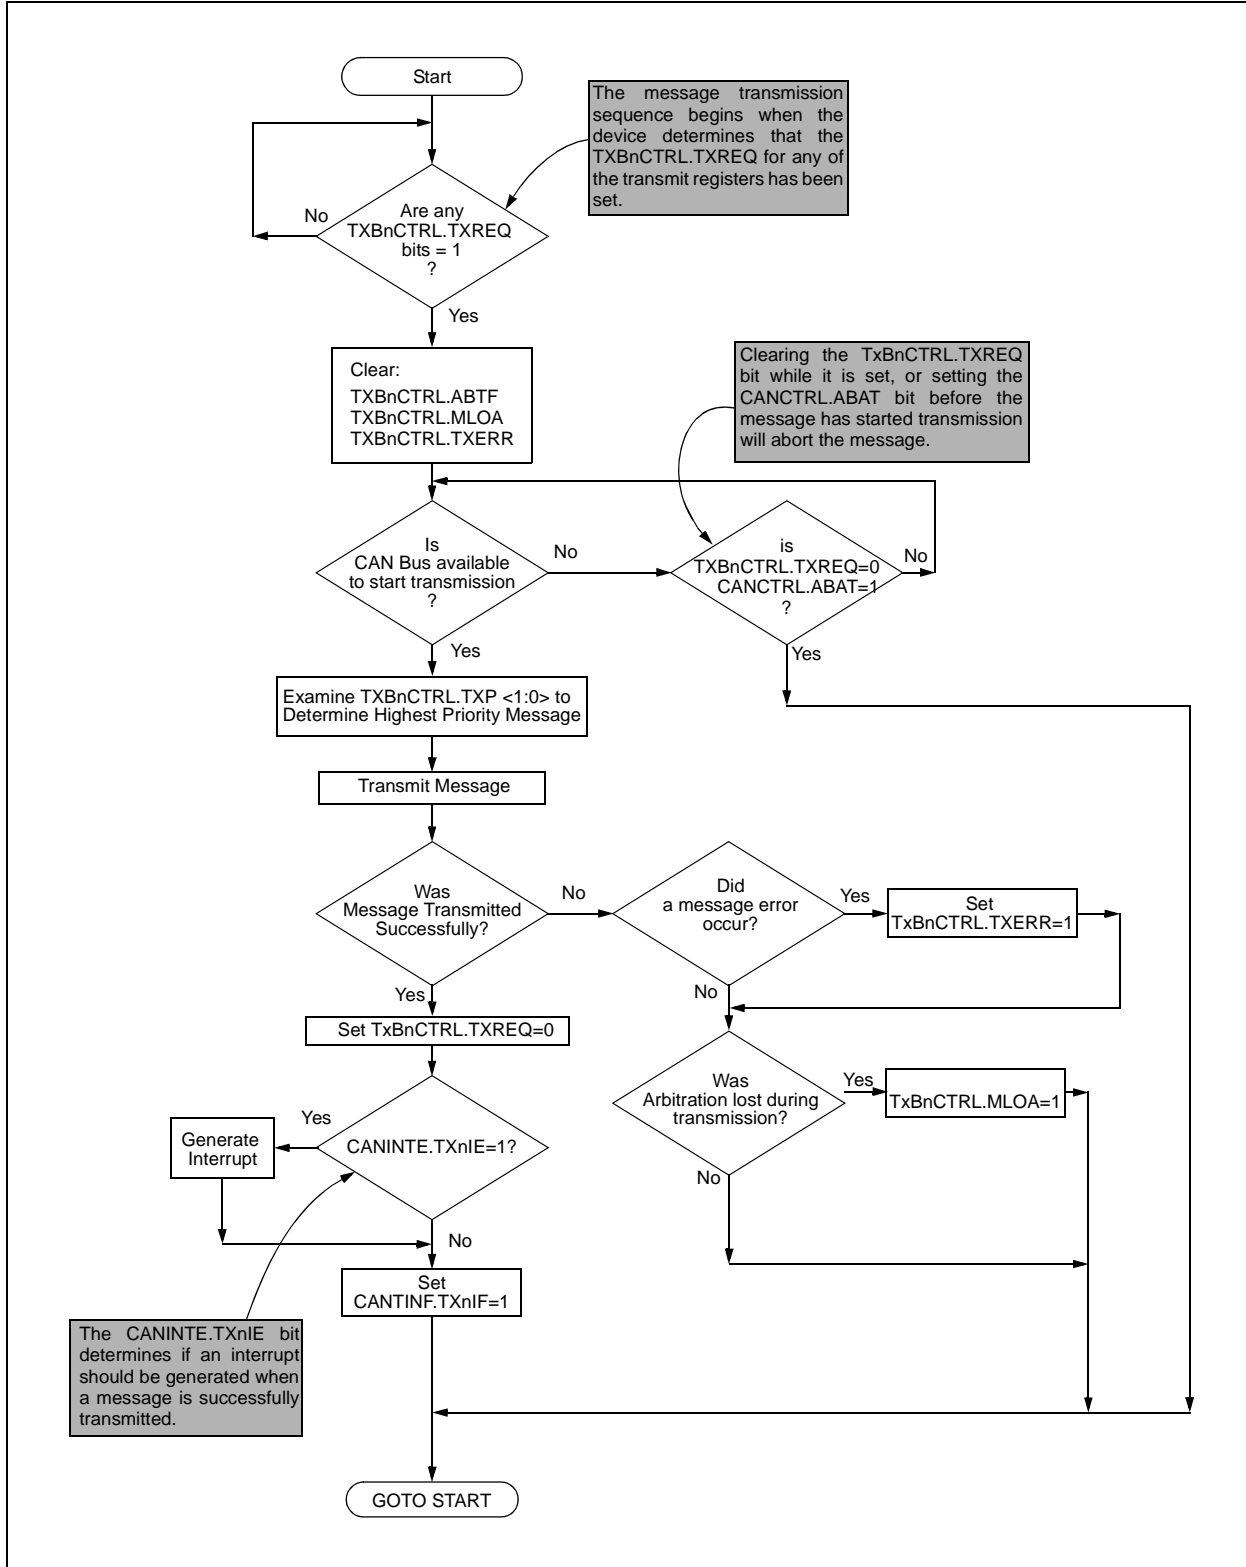 Start
The message transmission
sequence begins when the
device determines that the
TXBnCTRL.TXREQ for any of
the transmit registers has been
set.
No
Are any
TXBnCTRL.TXREQ
bits = 1
?
Yes
Clear:
TXBnCTRL.ABTF
TXBnCTRL.MLOA
TXBnCTRL.TXERR
Clearing the TxBnCTRL.TXREQ
bit while it is set, or setting the
CANCTRL.ABAT bit before the
message has started transmission
will abort the message.
Is
CAN Bus available
to start transmission
?
No
is
TXBnCTRL.TXREQ=0
CANCTRL.ABAT=1
?
No
Yes
Yes
Examine TXBnCTRL.TXP <1:0> to
Determine Highest Priority Message
Transmit Message
Was
Message Transmitted
Successfully?
No
Did
a message error
occur?
Yes
Set
TxBnCTRL.TXERR=1
Yes
No
Set TxBnCTRL.TXREQ=0
Was
Arbitration lost during
transmission?
Yes
TxBnCTRL.MLOA=1
Yes
Generate
Interrupt
CANINTE.TXnIE=1?
No
No
Set
CANTINF.TXnIF=1
The CANINTE.TXnIE bit
determines if an interrupt
should be generated when
a message is successfully
transmitted.
GOTO START